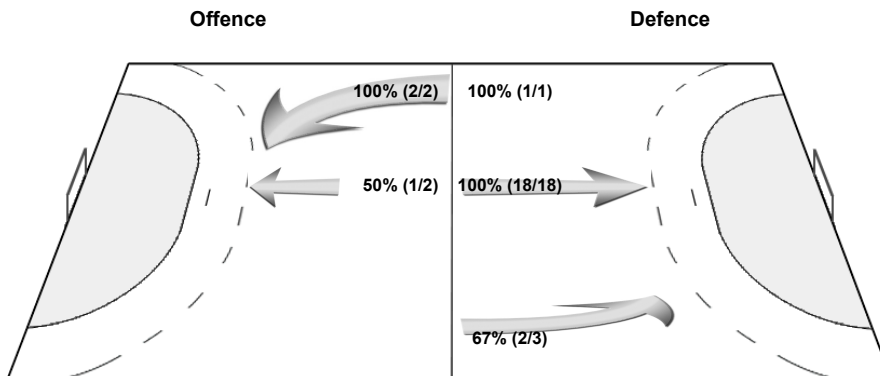 Offence
Defence
100% (2/2)
100% (1/1)
50% (1/2)
100% (18/18)
67% (2/3)